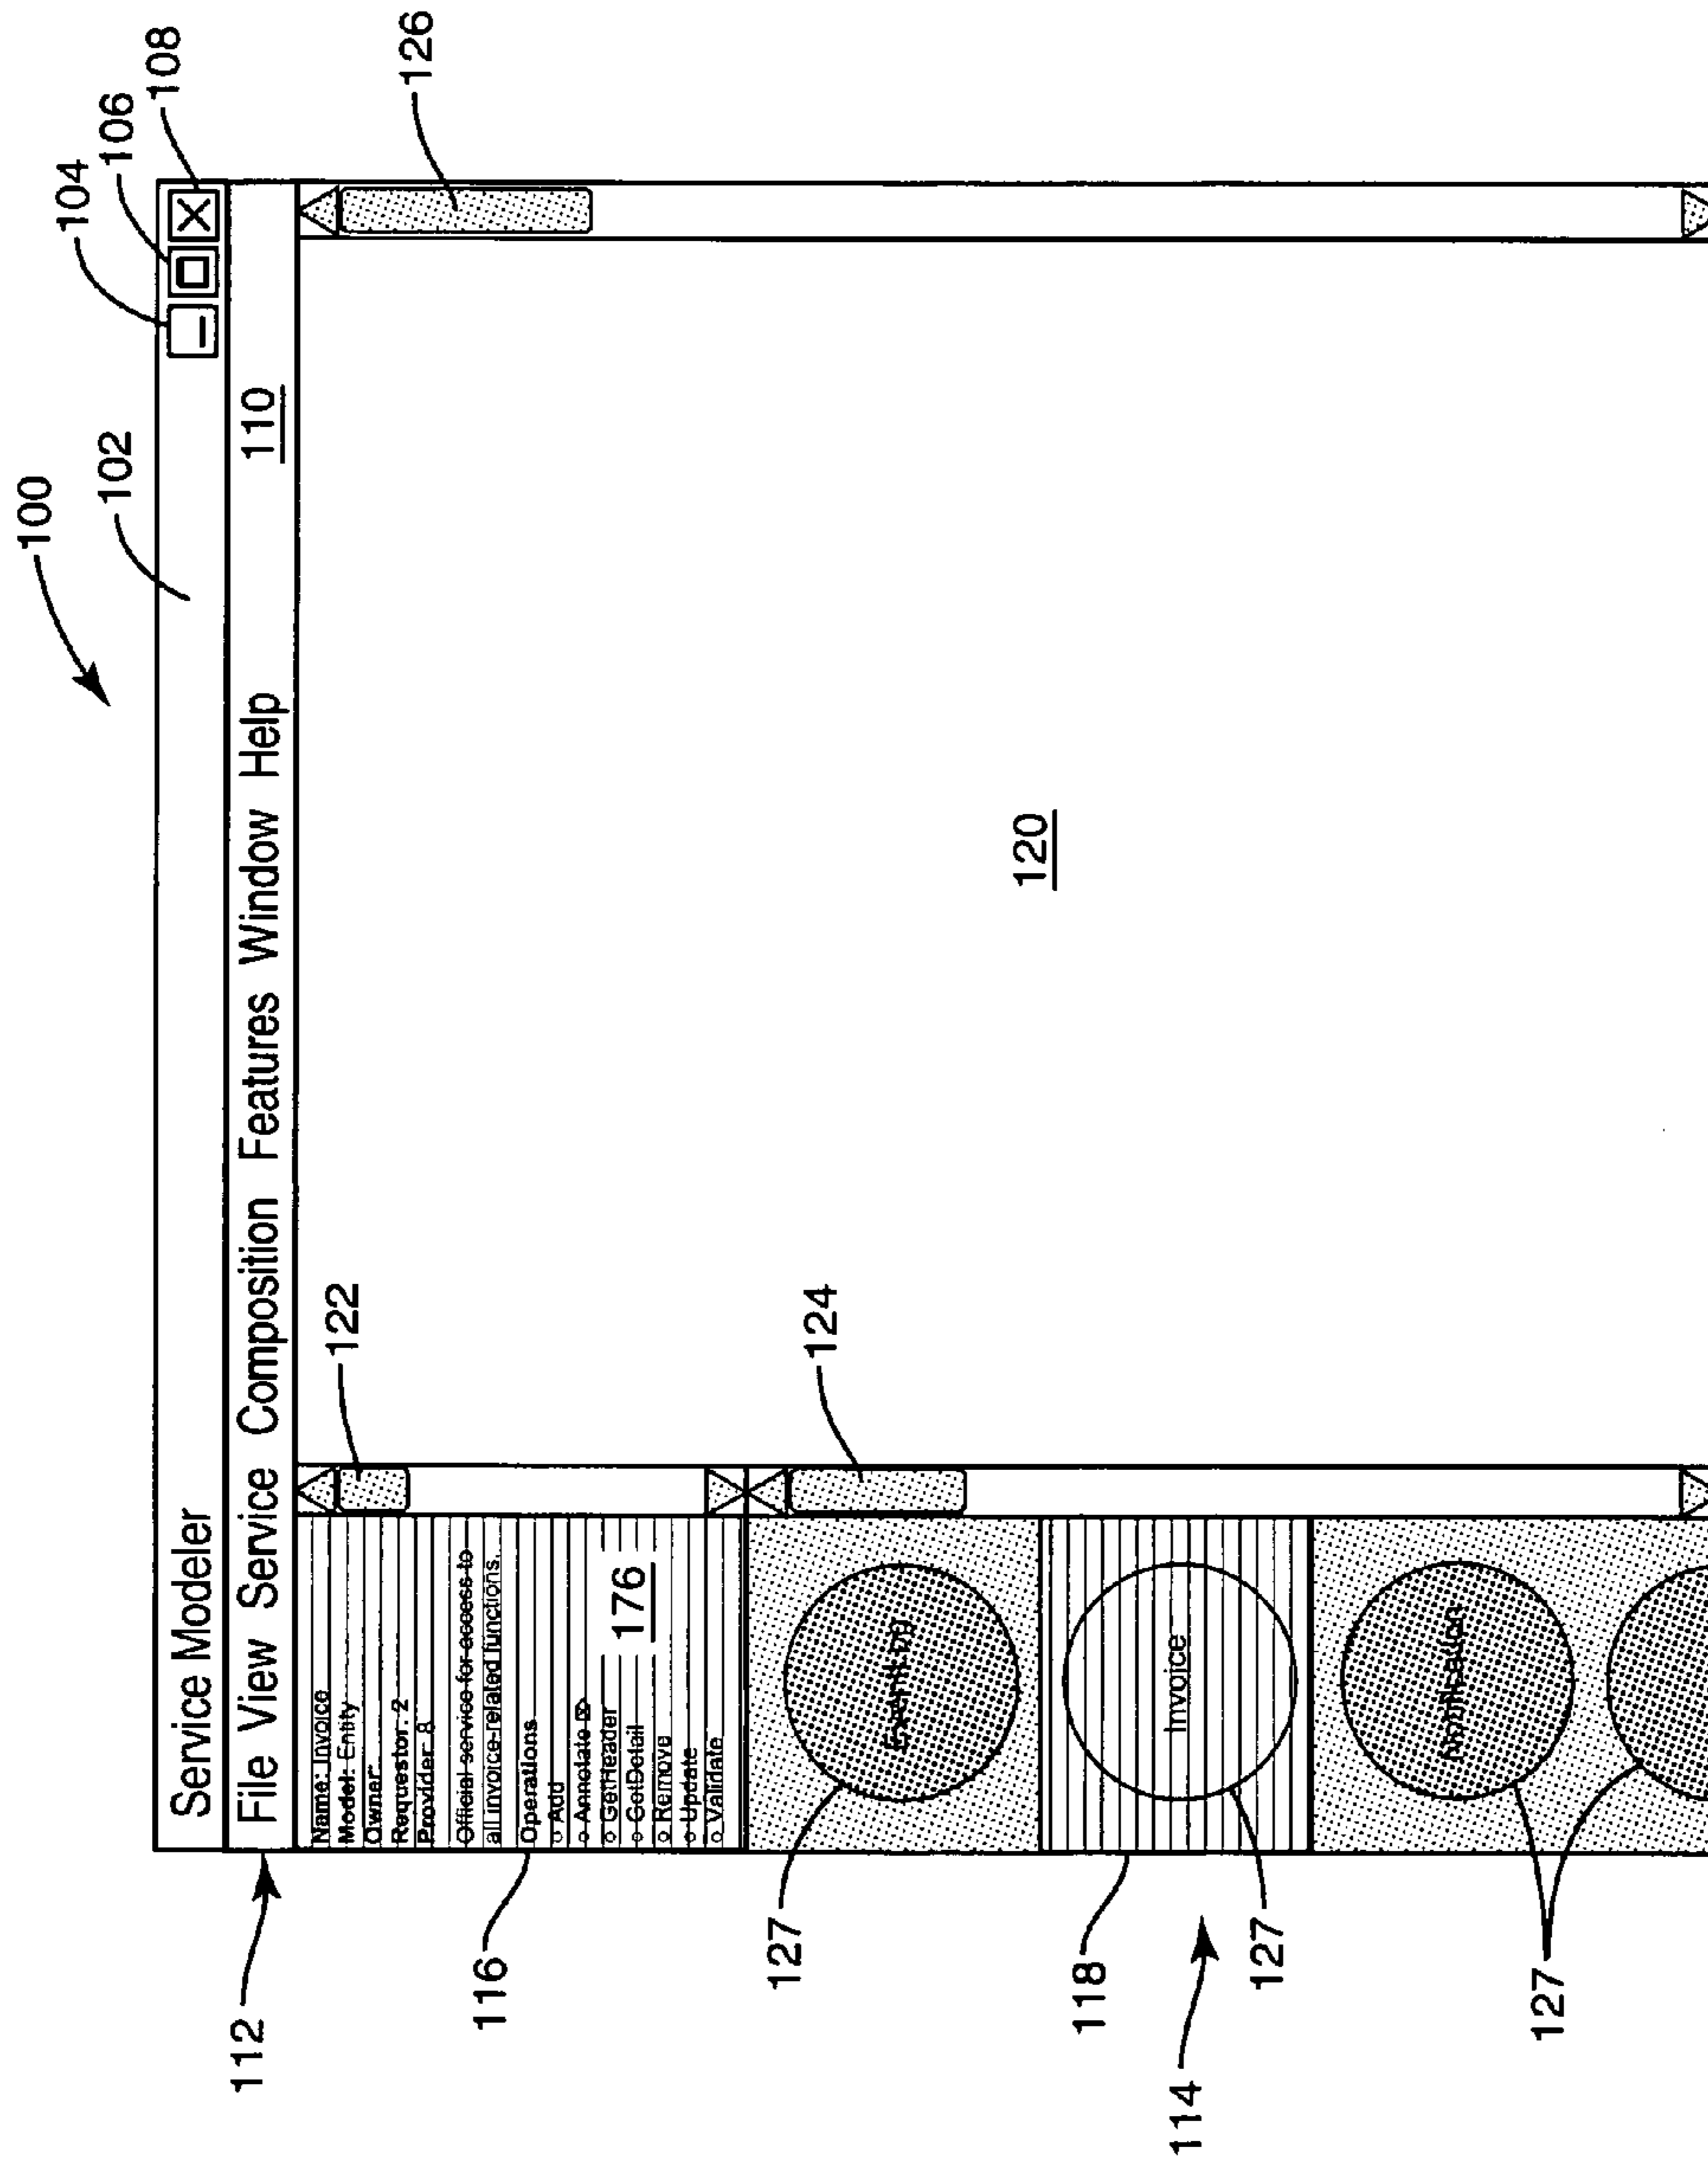 100
102
104
106
108
Service Modeler
112
File View Service Composition Features Window Help
110
122
126
Name: Invoice
Model: Entity
Owner:
Requestor: 2
Provider: 8
Official service for access to
all invoice-related functions.
Operations
Add
Annotate
GetHeader
GetDetail
Remove
Update
Validate
116
176
120
124
127
118
Invoice
114
127
Notification
127